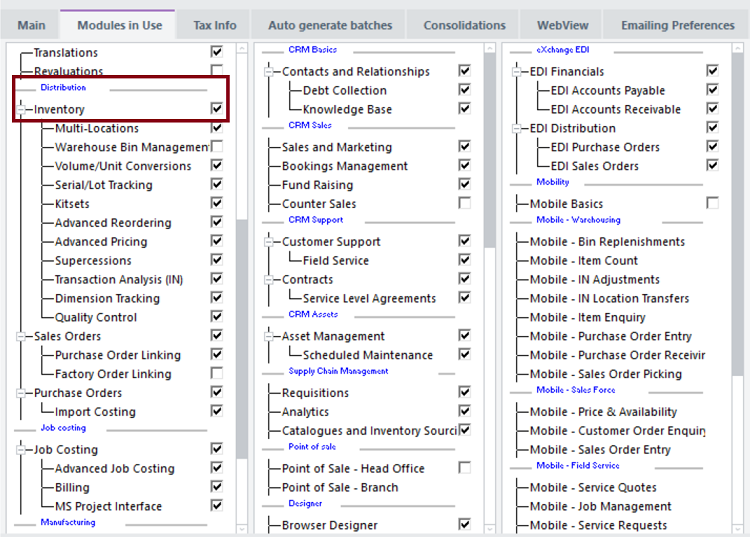 Main
Modules in Use
Tax Info
Auto generate batches
Consolidations
WebView
Emailing Preferences
Translations
Revaluations
Distribution
Inventory
Multi-Locations
Warehouse Bin Management
Volume/Unit Conversions
Serial/Lot Tracking
Kitsets
Advanced Reordering
Advanced Pricing
Supercessions
Transaction Analysis (IN)
Dimension Tracking
Quality Control
Sales Orders
Purchase Order Linking
Factory Order Linking
Purchase Orders
Import Costing
Job costing
Job Costing
Advanced Job Costing
Billing
MS Project Interface
Manufacturing
CRM Basics
Contacts and Relationships
Debt Collection
Knowledge Base
CRM Sales
Sales and Marketing
Bookings Management
Fund Raising
Counter Sales
CRM Support
Customer Support
Field Service
Contracts
Service Level Agreements
CRM Assets
Asset Management
Scheduled Maintenance
Supply Chain Management
Requisitions
Analytics
Catalogues and Inventory Sourci
Point of sale
Point of Sale - Head Office
Point of Sale - Branch
Designer
Browser Designer
eXchange EDI
EDI Financials
EDI Accounts Payable
EDI Accounts Receivable
EDI Distribution
EDI Purchase Orders
EDI Sales Orders
Mobility
Mobile Basics
Mobile - Warehousing
Mobile - Bin Replenishments
Mobile - Item Count
Mobile - IN Adjustments
Mobile - IN Location Transfers
Mobile - Item Enquiry
Mobile - Purchase Order Entry
Mobile - Purchase Order Receivin
Mobile - Sales Order Picking
Mobile - Sales Force
Mobile - Price & Availability
Mobile - Customer Order Enquiry
Mobile - Sales Order Entry
Mobile - Field Service
Mobile - Service Quotes
Mobile - Job Management
Mobile - Service Requests